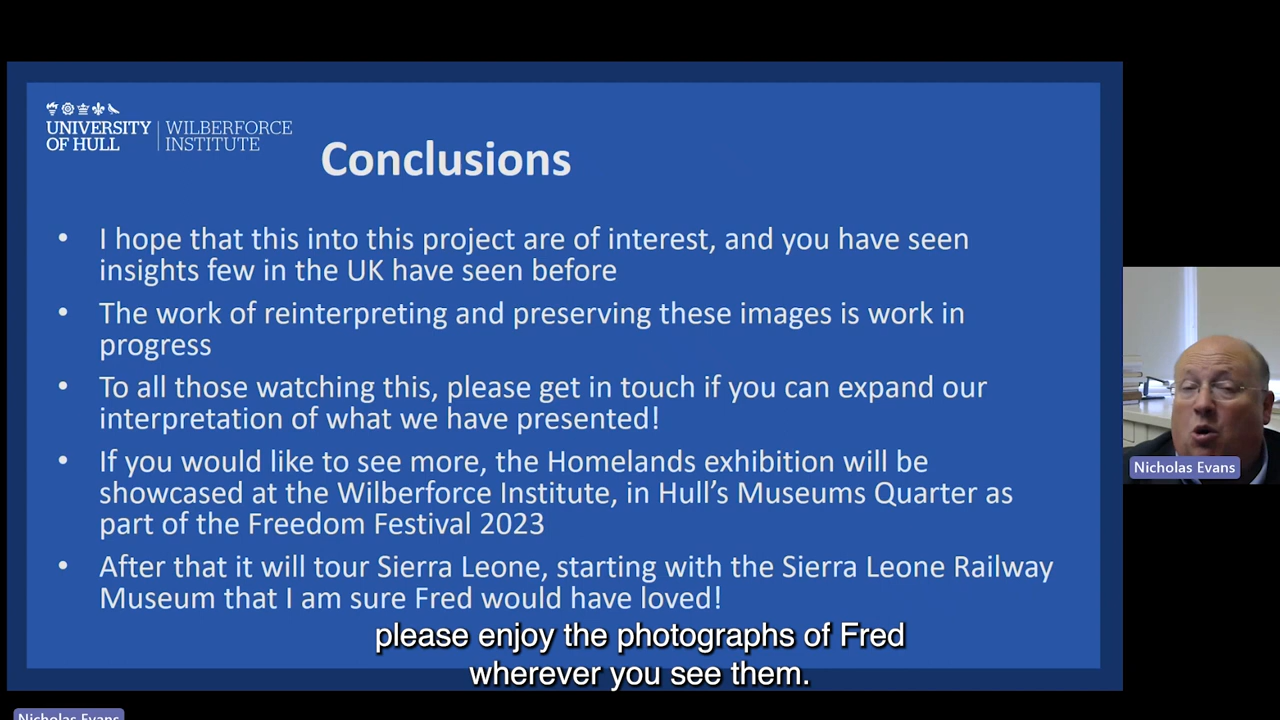 UNIVERSITY OF HULL
WILBERFORCE INSTITUTE
Conclusions
• I hope that this into this project are of interest, and you have seen
insights few in the UK have seen before
• The work of reinterpreting and preserving these images is work in
progress
• To all those watching this, please get in touch if you can expand our
interpretation of what we have presented!
• If you would like to see more, the Homelands exhibition will be
showcased at the Wilberforce Institute, in Hull’s Museums Quarter as
part of the Freedom Festival 2023
• After that it will tour Sierra Leone, starting with the Sierra Leone Railway
Museum that I am sure Fred would have loved!
please enjoy the photographs of Fred
wherever you see them.
Nicholas Evans
Nicholas Evans